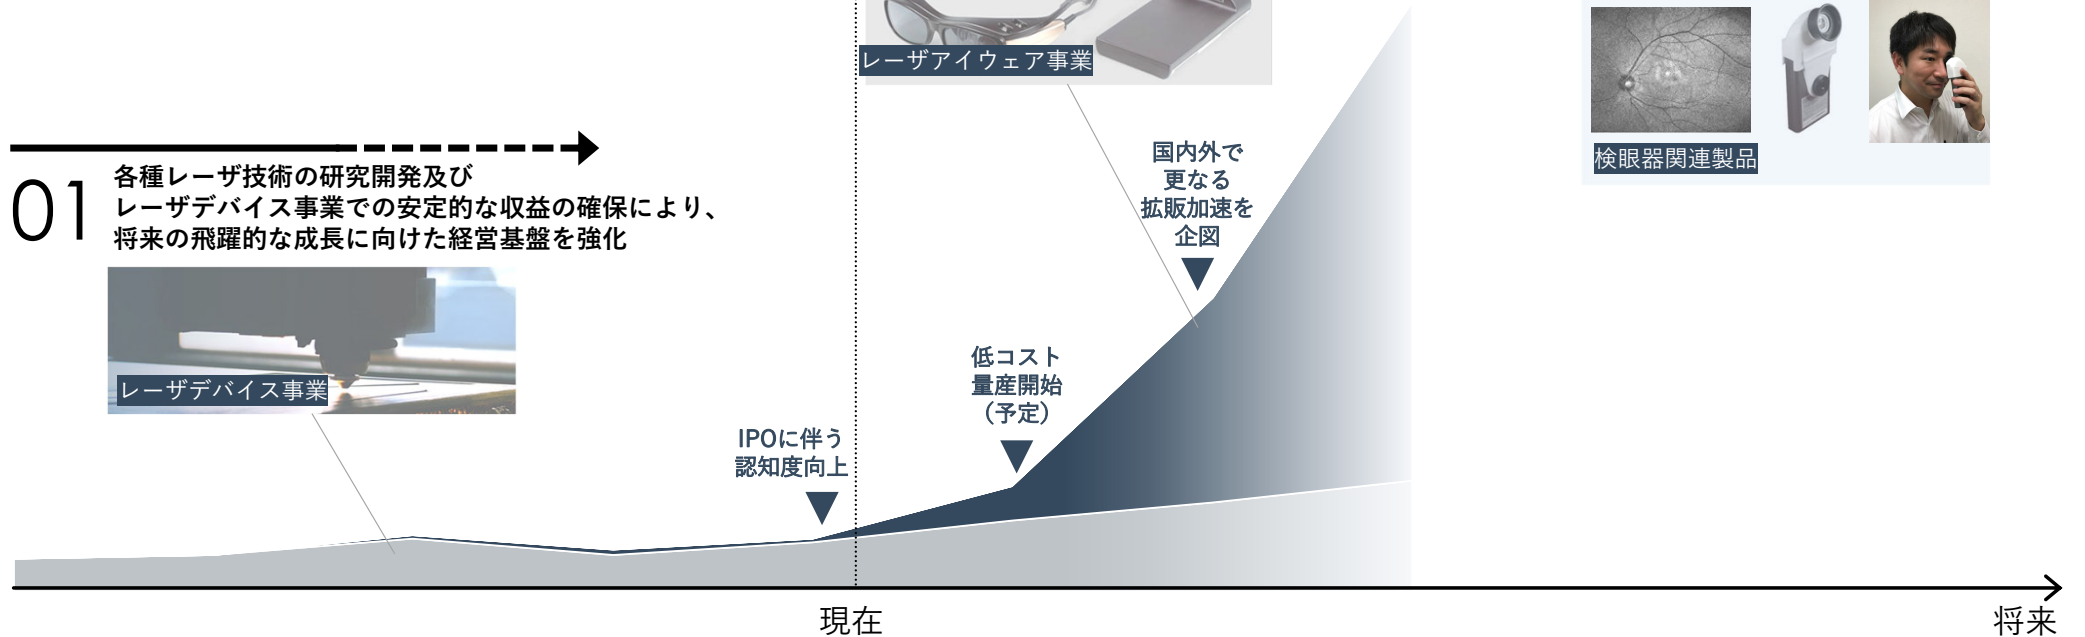 レーザアイウェア事業
検眼器関連製品
01
各種レーザ技術の研究開発及び
レーザデバイス事業での安定的な収益の確保により、
将来の飛躍的な成長に向けた経営基盤を強化
レーザデバイス事業
国内外で
更なる
拡販加速を
企図
低コスト
量産開始
（予定）
IPOに伴う
認知度向上
現在
将来